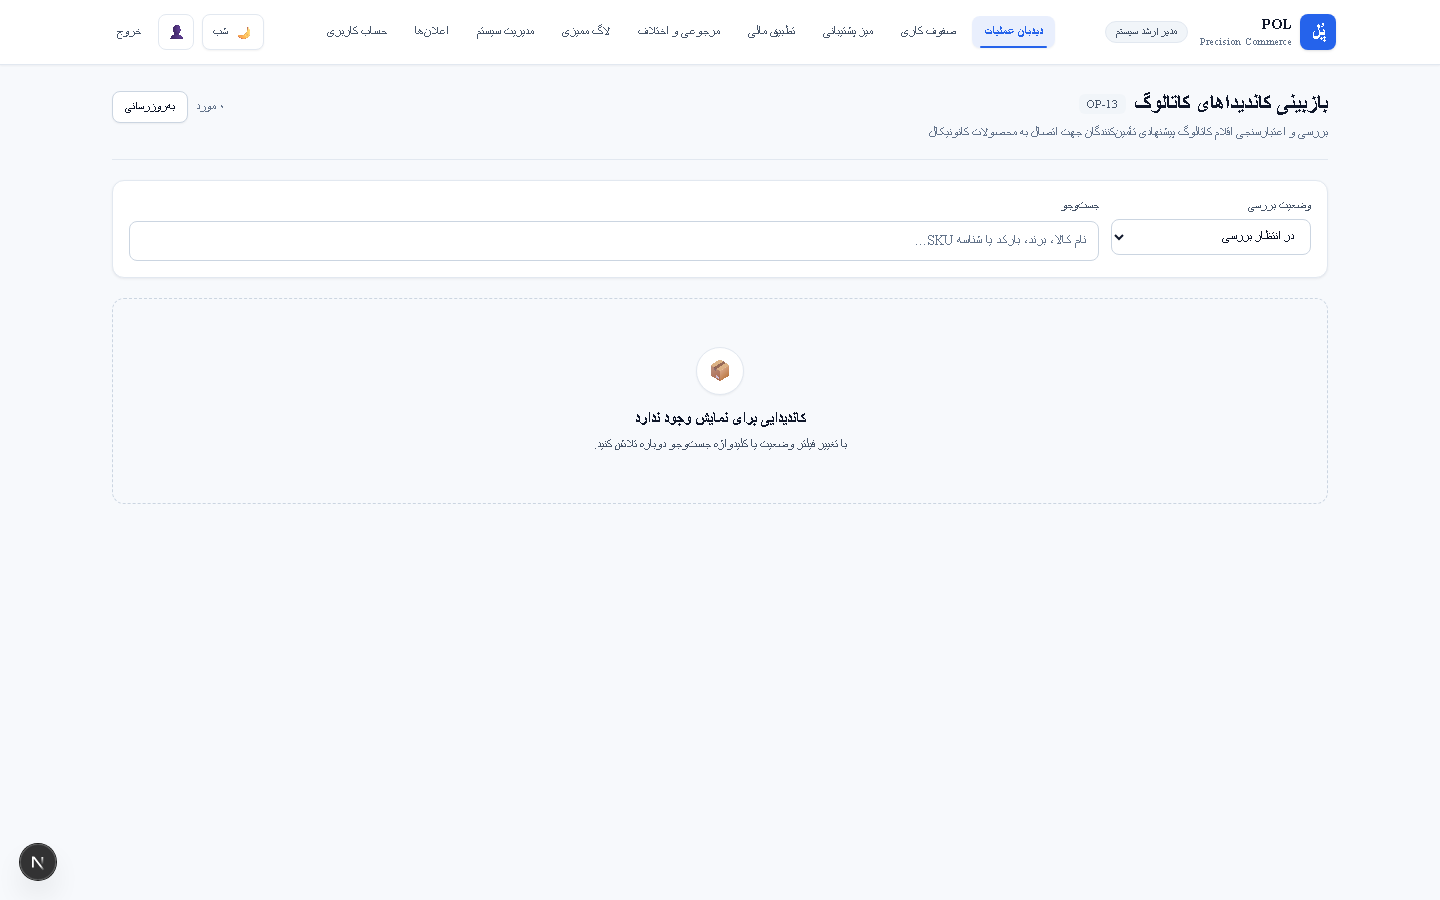 پُل
POL
Precision Commerce
مدیر ارشد سیستم
دیدبان عملیات
صفوف کاری
میز پشتیبانی
تطبیق مالی
مرجوعی و اختلاف
لاگ ممیزی
مدیریت سیستم
اعلان‌ها
حساب کاربری
🌙 شب
خروج
بازبینی کاندیداهای کاتالوگ OP-13
بررسی و اعتبارسنجی اقلام کاتالوگ پیشنهادی تأمین‌کنندگان جهت اتصال به محصولات کانونیکال
۰ مورد
به‌روزرسانی
وضعیت بررسی
در انتظار بررسی
جست‌وجو
نام کالا، برند، بارکد یا شناسه SKU...
کاندیدایی برای نمایش وجود ندارد
با تغییر فیلتر وضعیت یا کلیدواژه جست‌وجو دوباره تلاش کنید.
N